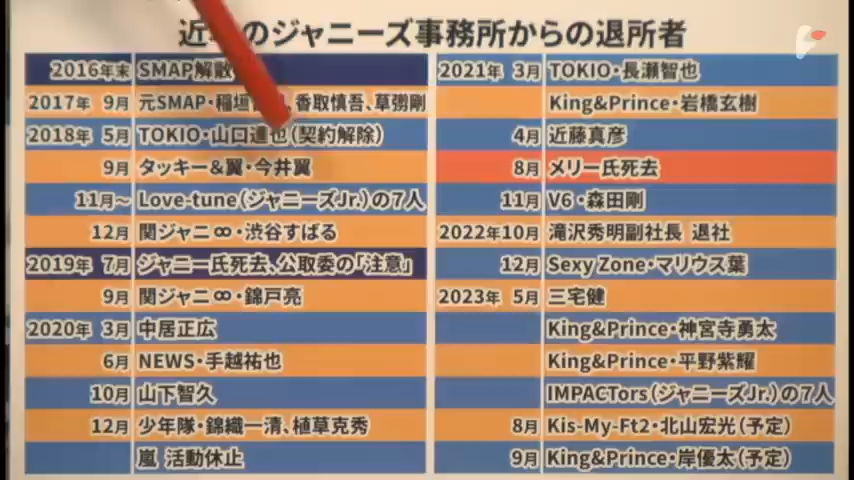 近 のジャニーズ事務所からの退所者
2016年末 SMAP解散
2017年 9月 元SMAP・稲垣 、香取慎吾、草彅剛
2018年 5月 TOKIO・山口達也(契約解除)
9月 タッキー&翼・今井翼
11月~ Love-tune(ジャニーズJr.)の7人
12月 関ジャニ∞・渋谷すばる
2019年 7月 ジャニー氏死去、公取委の「注意」
9月 関ジャニ∞・錦戸亮
2020年 3月 中居正広
6月 NEWS・手越祐也
10月 山下智久
12月 少年隊・錦織一清、植草克秀
嵐 活動休止
2021年 3月 TOKIO・長瀬智也
King&Prince・岩橋玄樹
4月 近藤真彦
8月 メリー氏死去
11月 V6・森田剛
2022年10月 滝沢秀明副社長 退社
12月 Sexy Zone・マリウス葉
2023年 5月 三宅健
King&Prince・神宮寺勇太
King&Prince・平野紫耀
IMPACTors(ジャニーズJr.)の7人
8月 Kis-My-Ft2・北山宏光(予定)
9月 King&Prince・岸優太(予定)